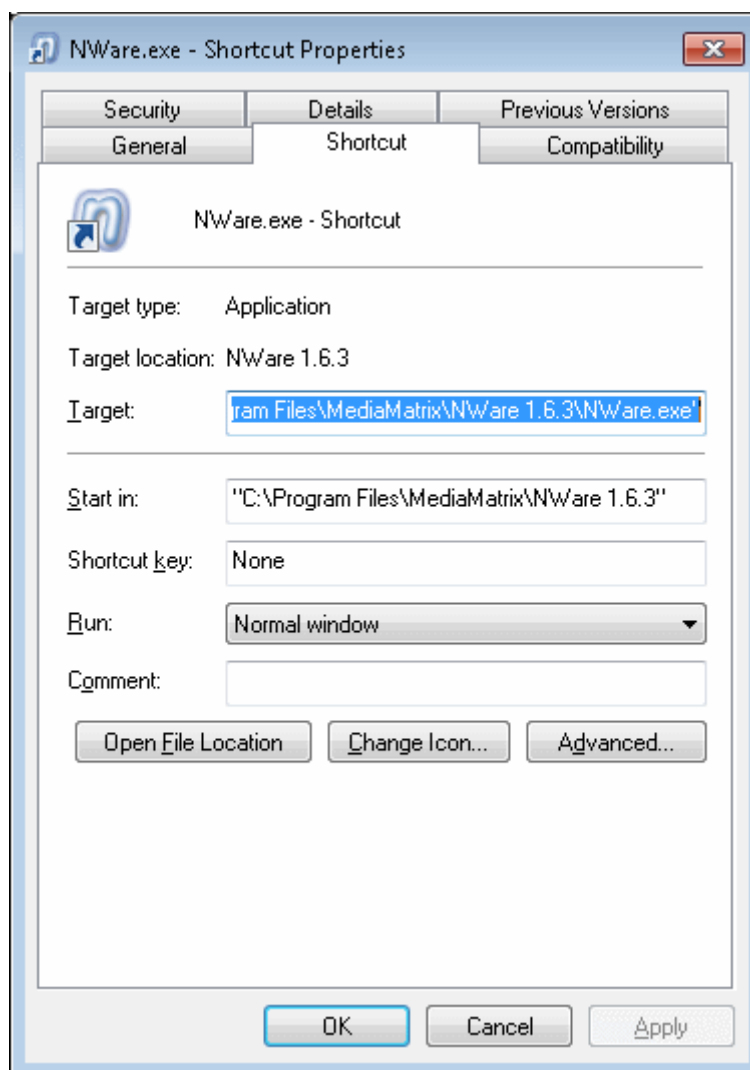 NWare.exe - Shortcut Properties
Security Details Previous Versions
General Shortcut Compatibility
NWare.exe - Shortcut
Target type: Application
Target location: NWare 1.6.3
Target: ram Files\MediaMatrix\NWare 1.6.3\NWare.exe"
Start in: "C:\Program Files\MediaMatrix\NWare 1.6.3"
Shortcut key: None
Run: Normal window
Comment:
Open File Location Change Icon... Advanced...
OK Cancel Apply